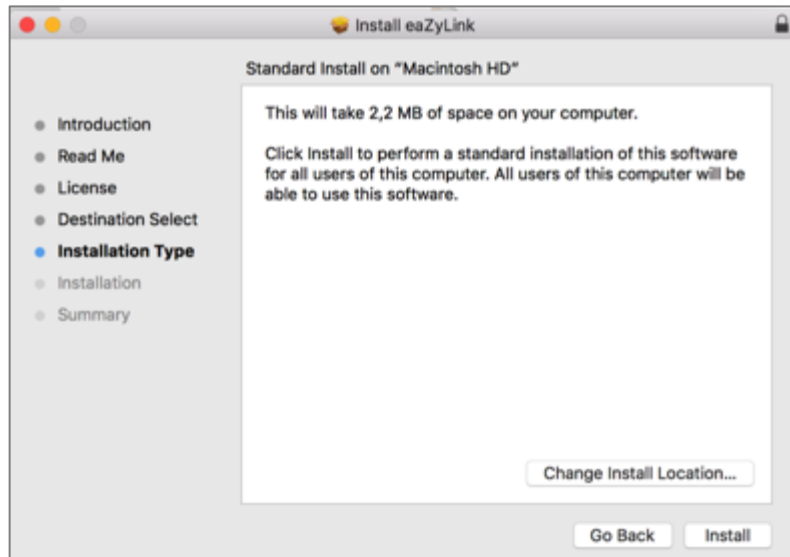 Install eaZyLink
Standard Install on "Macintosh HD"
Introduction
Read Me
License
Destination Select
Installation Type
Installation
Summary
This will take 2,2 MB of space on your computer.
Click Install to perform a standard installation of this software
for all users of this computer. All users of this computer will be
able to use this software.
Change Install Location...
Go Back
Install